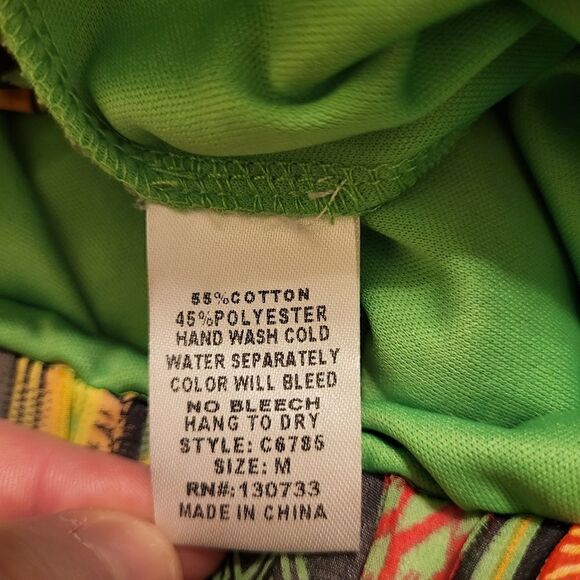 55%COTTON
45%POLYESTER
HAND WASH COLD
WATER SEPARATELY
COLOR WILL BLEED
NO BLEECH
HANG TO DRY
STYLE: C6785
SIZE: M
RN#:130733
MADE IN CHINA